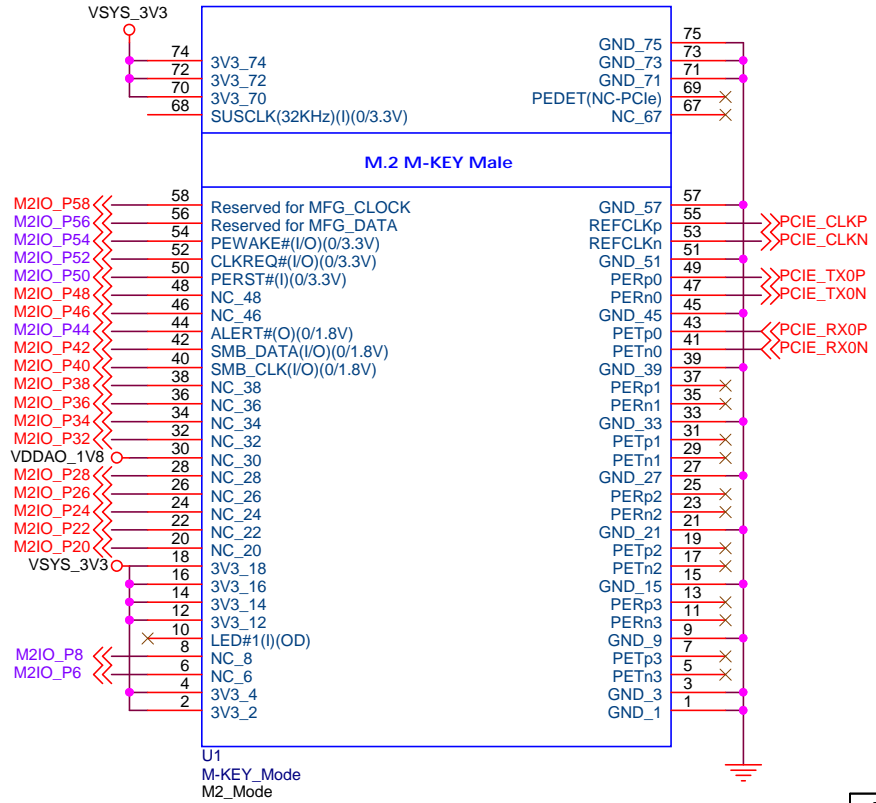 VSYS_3V3
74 3V3_74
72 3V3_72
70 3V3_70
68 SUSCLK(32KHz)(I)(0/3.3V)
GND_75 75
GND_73 73
GND_71 71
PEDET(NC-PCIe) 69
NC_67 67
M.2 M-KEY Male
M2IO_P58 58 Reserved for MFG_CLOCK
M2IO_P56 56 Reserved for MFG_DATA
M2IO_P54 54 PEWAKE#(I/O)(0/3.3V)
M2IO_P52 52 CLKREQ#(I/O)(0/3.3V)
M2IO_P50 50 PERST#(I)(0/3.3V)
M2IO_P48 48 NC_48
M2IO_P46 46 NC_46
M2IO_P44 44 ALERT#(O)(0/1.8V)
M2IO_P42 42 SMB_DATA(I/O)(0/1.8V)
M2IO_P40 40 SMB_CLK(I/O)(0/1.8V)
M2IO_P38 38 NC_38
M2IO_P36 36 NC_36
M2IO_P34 34 NC_34
M2IO_P32 32 NC_32
VDDAO_1V8 30 NC_30
M2IO_P28 28 NC_28
M2IO_P26 26 NC_26
M2IO_P24 24 NC_24
M2IO_P22 22 NC_22
M2IO_P20 20 NC_20
VSYS_3V3 18 3V3_18
16 3V3_16
14 3V3_14
12 3V3_12
10 LED#1(I)(OD)
M2IO_P8 8 NC_8
M2IO_P6 6 NC_6
4 3V3_4
2 3V3_2
GND_57 57
REFCLKp 55 PCIE_CLKP
REFCLKn 53 PCIE_CLKN
GND_51 51
PERp0 49 PCIE_TX0P
PERn0 47 PCIE_TX0N
GND_45 45
PETp0 43 PCIE_RX0P
PETn0 41 PCIE_RX0N
GND_39 39
PERp1 37
PERn1 35
GND_33 33
PETp1 31
PETn1 29
GND_27 27
PERp2 25
PERn2 23
GND_21 21
PETp2 19
PETn2 17
GND_15 15
PERp3 13
PERn3 11
GND_9 9
PETp3 7
PETn3 5
GND_3 3
GND_1 1
U1
M-KEY_Mode
M2_Mode